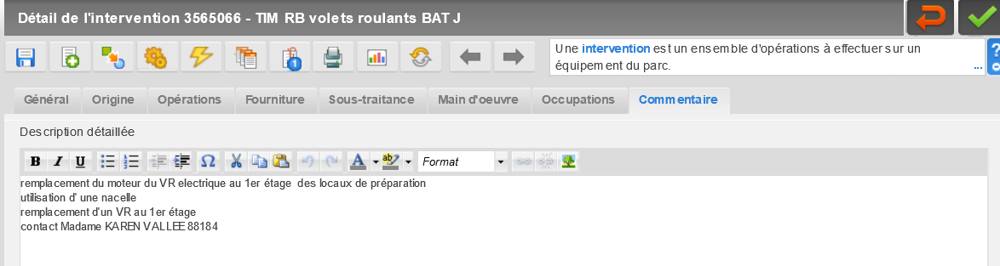 Détail de l'intervention 3565066 - TIM RB volets roulants BAT J
Une intervention est un ensemble d'opérations à effectuer sur un
équipement du parc.
...
?
1
Général Origine Opérations Fourniture Sous-traitance Main d'oeuvre Occupations Commentaire
Description détaillée
B I U Ω A ab Format
remplacement du moteur du VR electrique au 1er étage des locaux de préparation
utilisation d' une nacelle
remplacement d'un VR au 1er étage
contact Madame KAREN VALLEE 88184